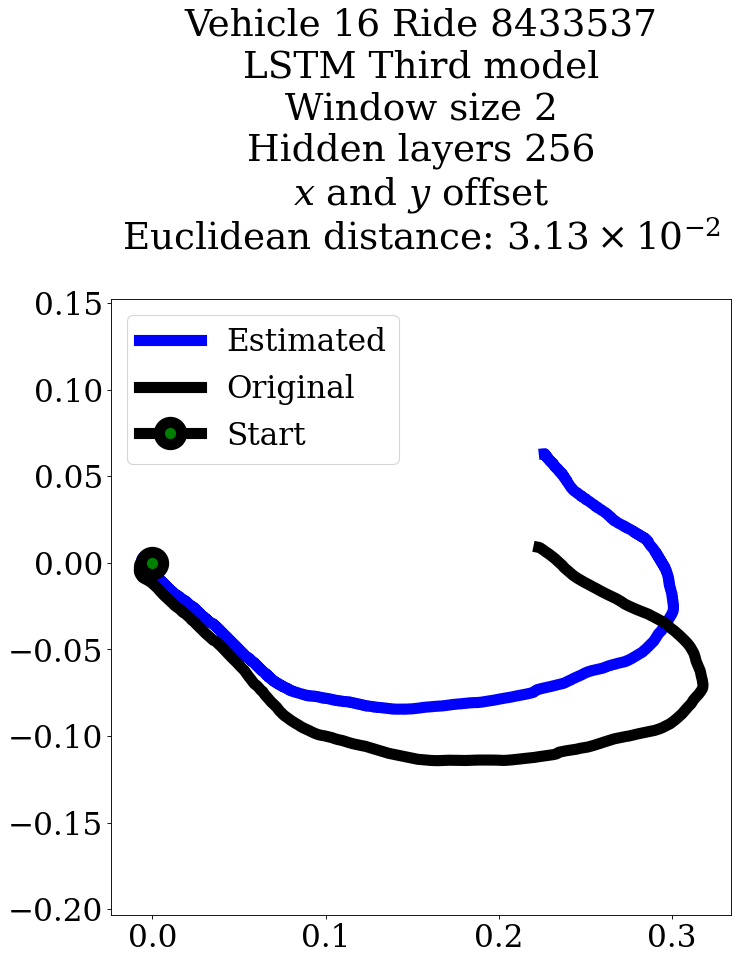 Vehicle 16 Ride 8433537
LSTM Third model
Window size 2
Hidden layers 256
x and y offset
Euclidean distance: 3.13 × 10⁻²
0.15
0.10
0.05
0.00
−0.05
−0.10
−0.15
−0.20
Estimated
Original
Start
0.0 0.1 0.2 0.3